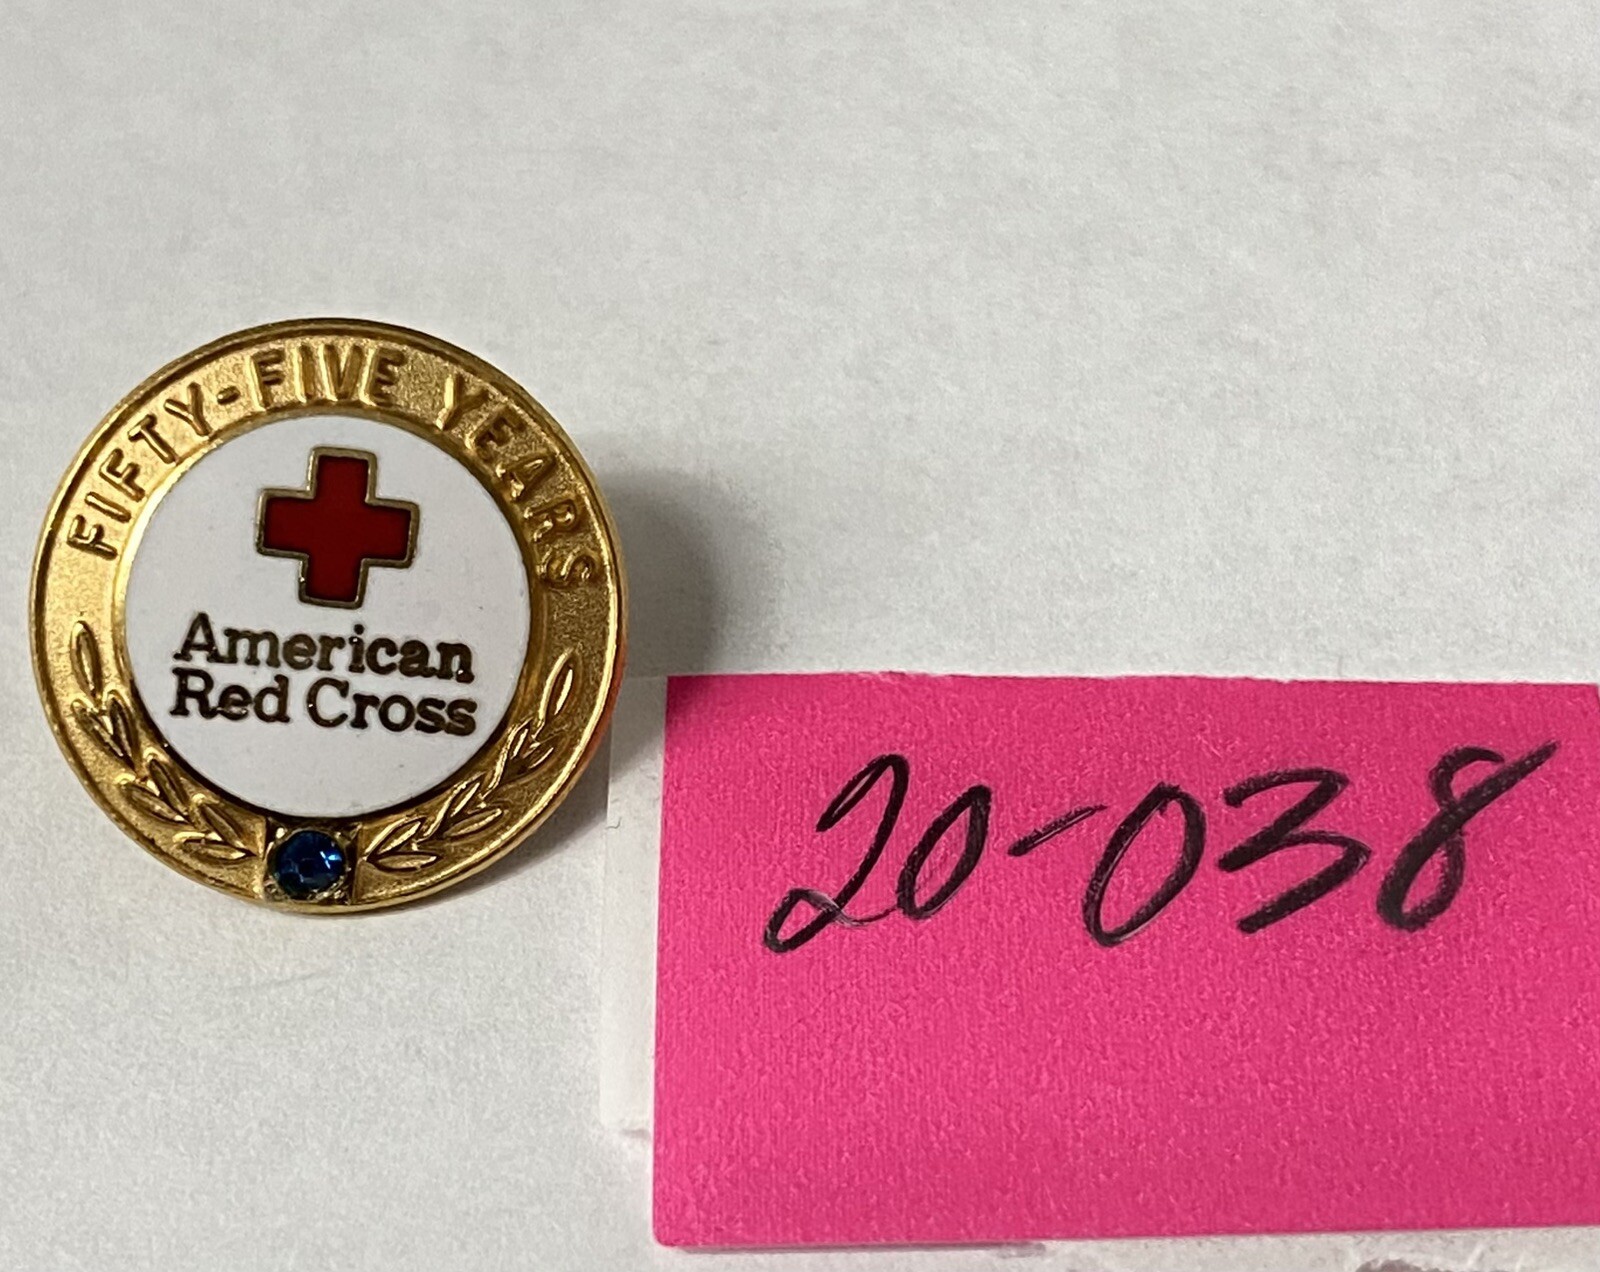 FIFTY-FIVE YEARS
American
Red Cross
20-038